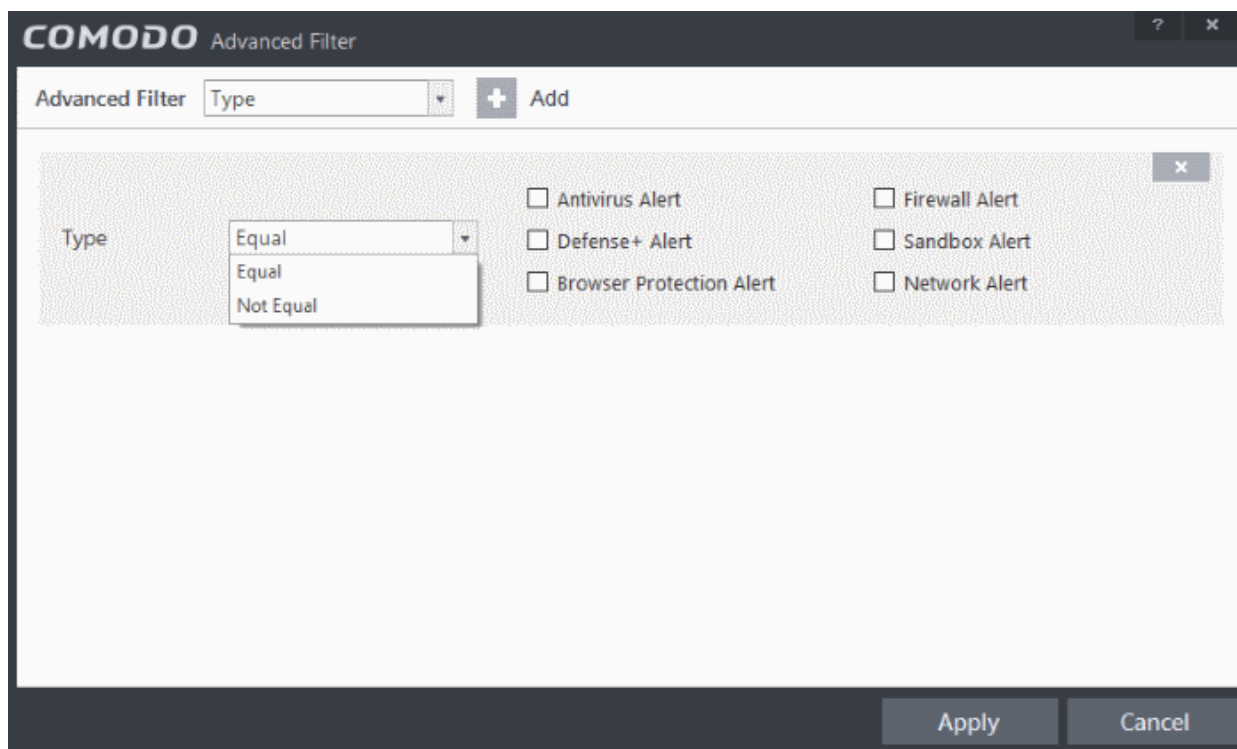 COMODO Advanced Filter ? ×
Advanced Filter Type + Add
×
Antivirus Alert Firewall Alert
Type Equal Defense+ Alert Sandbox Alert
Equal
Browser Protection Alert Network Alert
Not Equal
Apply Cancel